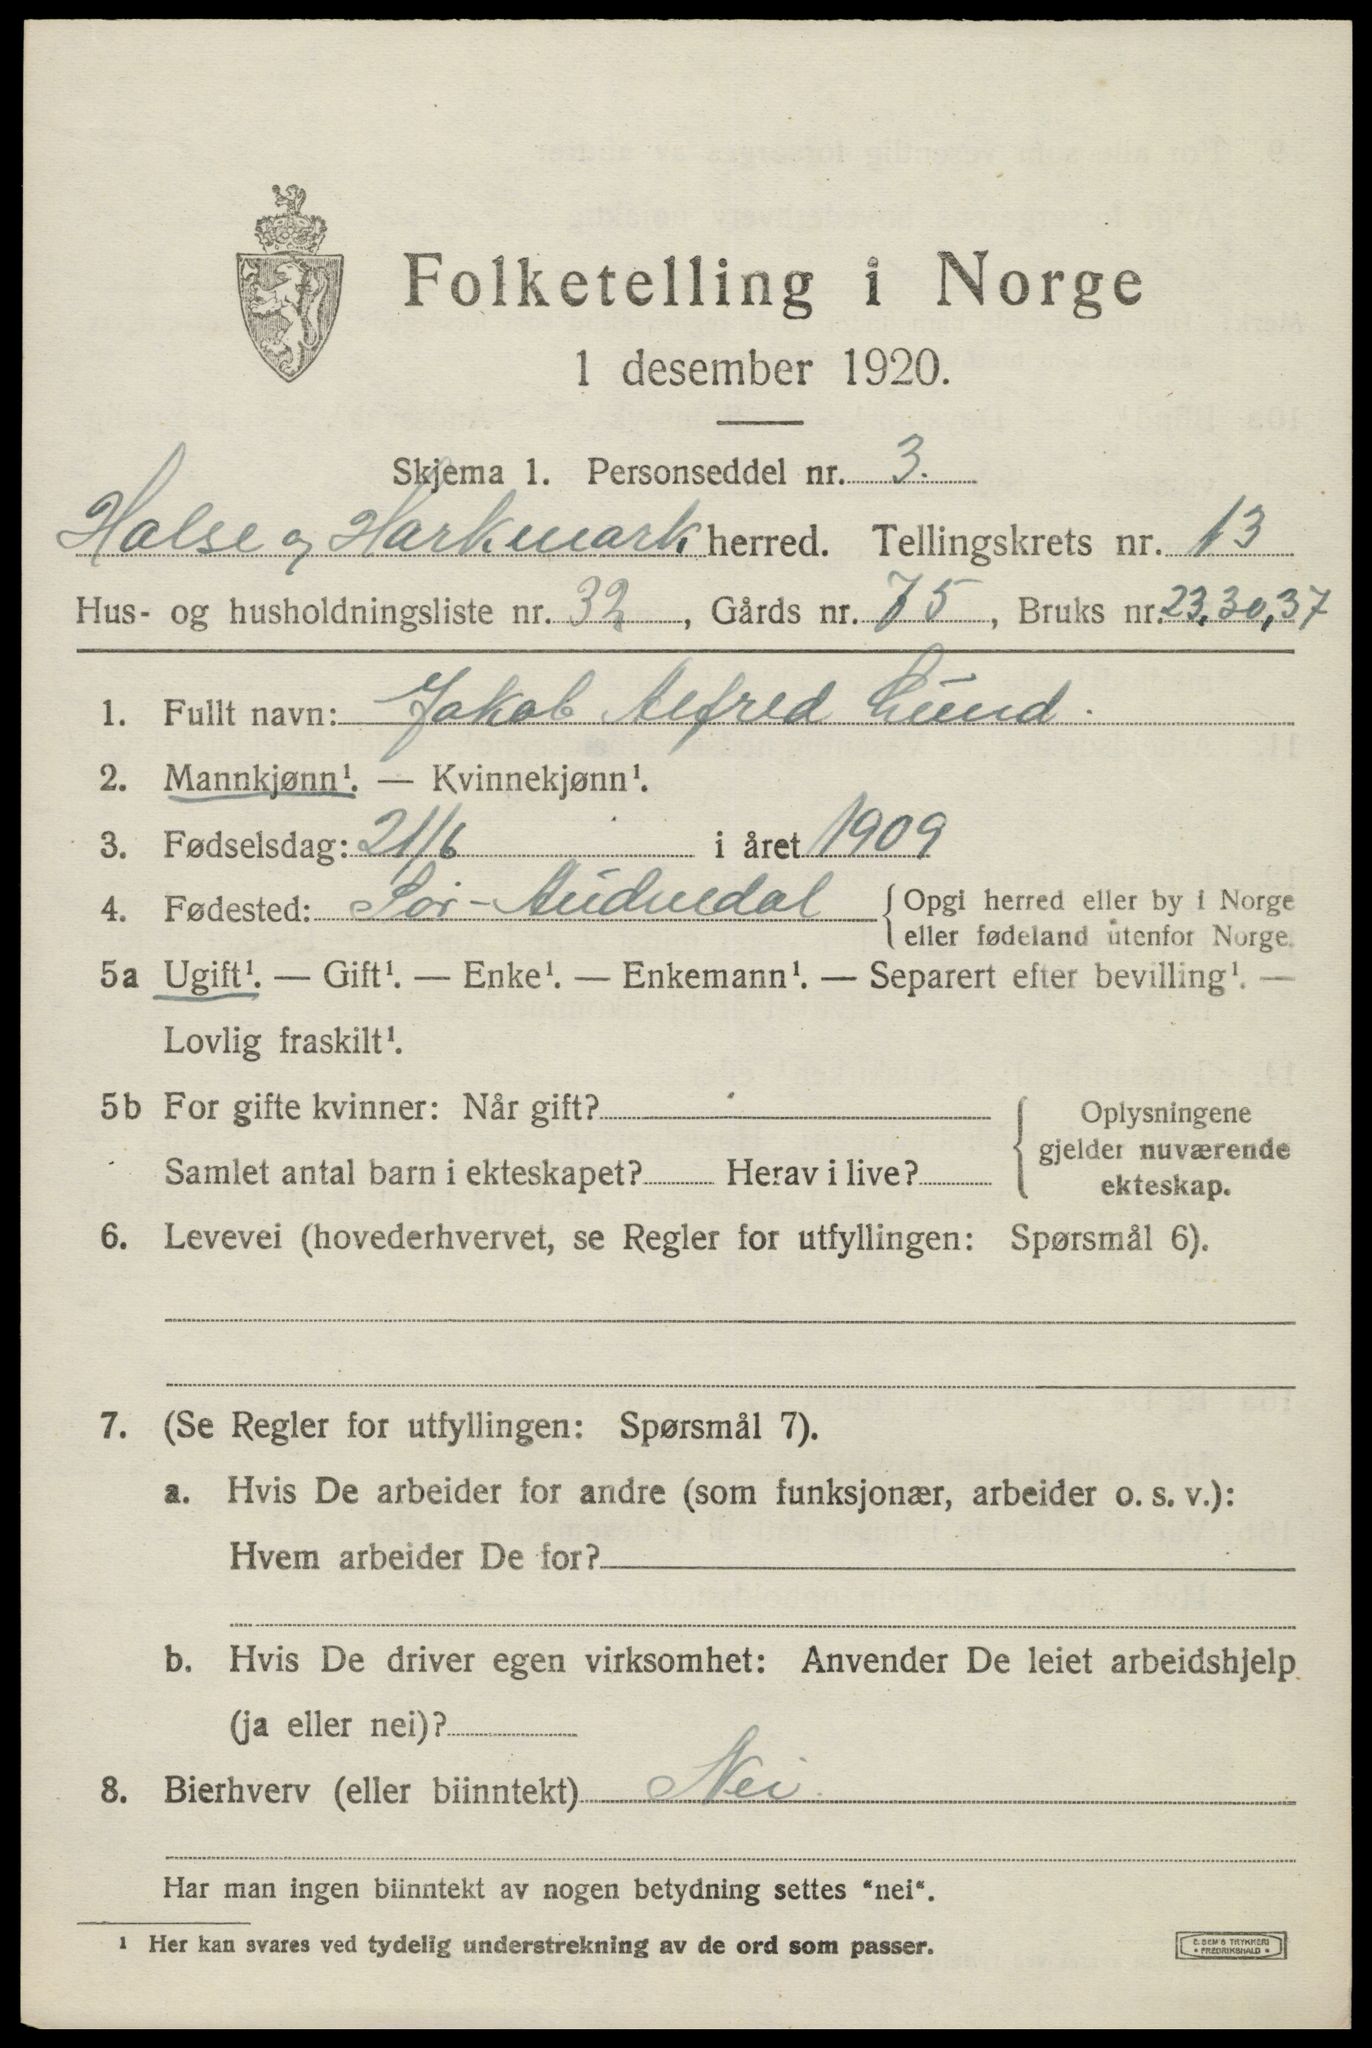 Folketelling i Norge
1 desember 1920.
Skjema 1. Personseddel nr. 3.
Halse og Harkmark herred. Tellingskrets nr. 13
Hus- og husholdningsliste nr. 32, Gårds nr. 75, Bruks nr. 23,30,37
1. Fullt navn: Jakob Alfred Lund.
2. Mannkjønn¹. — Kvinnekjønn¹.
3. Fødselsdag: 21/6 i året 1909
4. Fødested: Sør-Audnedal { Opgi herred eller by i Norge
eller fødeland utenfor Norge.
5a Ugift¹. — Gift¹. — Enke¹. — Enkemann¹. — Separert efter bevilling¹. —
Lovlig fraskilt¹.
5b For gifte kvinner: Når gift? { Oplysningene
gjelder nuværende
Samlet antal barn i ekteskapet? Herav i live? ekteskap.
6. Levevei (hovederhvervet, se Regler for utfyllingen: Spørsmål 6).
7. (Se Regler for utfyllingen: Spørsmål 7).
a. Hvis De arbeider for andre (som funksjonær, arbeider o. s. v.):
Hvem arbeider De for?
b. Hvis De driver egen virksomhet: Anvender De leiet arbeidshjelp
(ja eller nei)?
8. Bierhverv (eller biinntekt) Nei.
Har man ingen biinntekt av nogen betydning settes "nei".
¹ Her kan svares ved tydelig understrekning av de ord som passer.
E. SEM'S TRYKKERI
• FREDRIKSHALD •